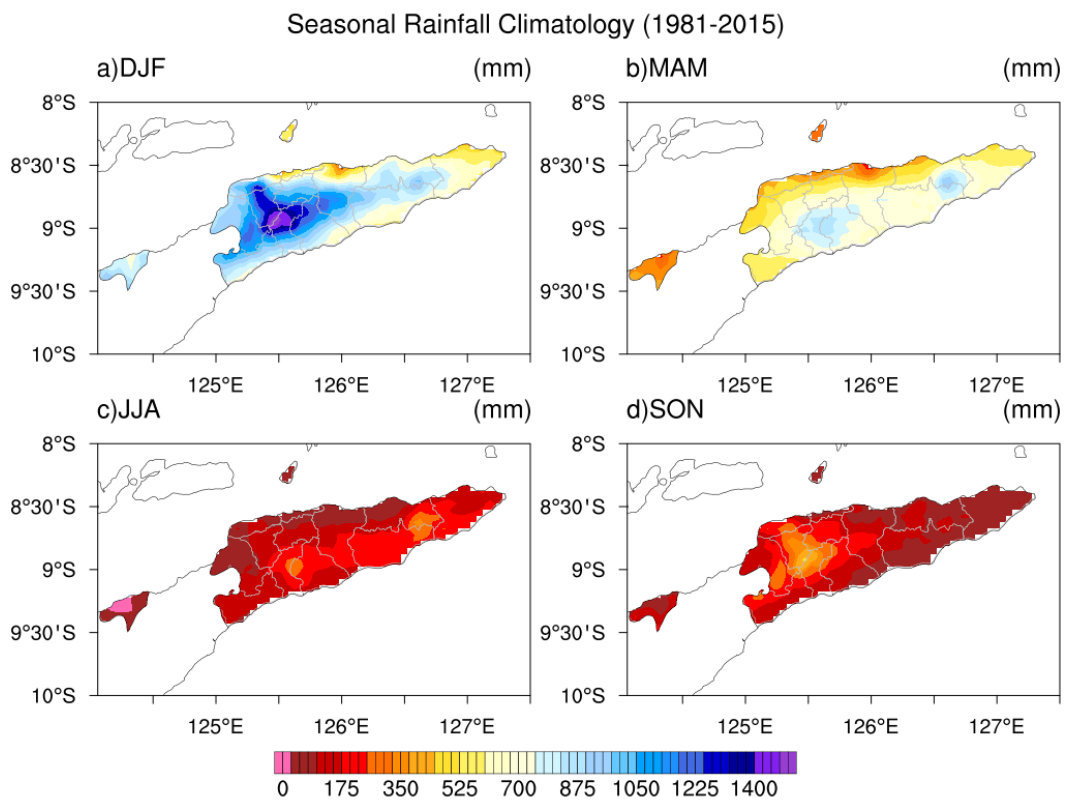 Seasonal Rainfall Climatology (1981-2015)
a)DJF (mm)
b)MAM (mm)
8°S
8°30'S
9°S
9°30'S
10°S
125°E 126°E 127°E
8°S
8°30'S
9°S
9°30'S
10°S
125°E 126°E 127°E
c)JJA (mm)
d)SON (mm)
8°S
8°30'S
9°S
9°30'S
10°S
125°E 126°E 127°E
8°S
8°30'S
9°S
9°30'S
10°S
125°E 126°E 127°E
0 175 350 525 700 875 1050 1225 1400